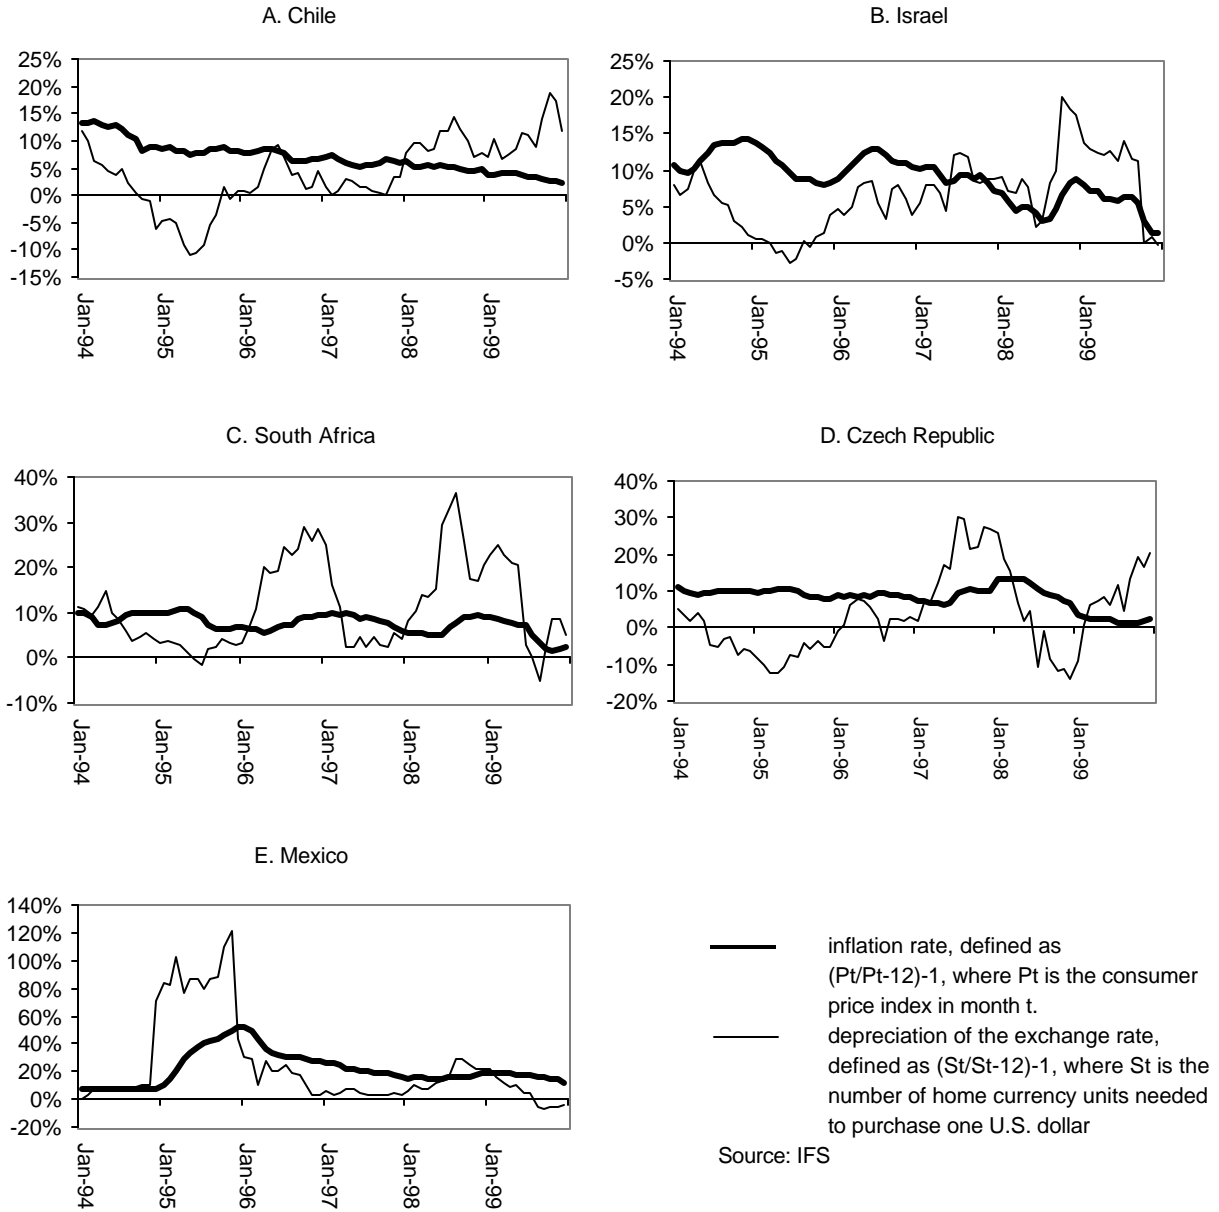 A. Chile
25%
20%
15%
10%
5%
0%
-5%
-10%
-15%
Jan-94
Jan-95
Jan-96
Jan-97
Jan-98
Jan-99
B. Israel
25%
20%
15%
10%
5%
0%
-5%
Jan-94
Jan-95
Jan-96
Jan-97
Jan-98
Jan-99
C. South Africa
40%
30%
20%
10%
0%
-10%
Jan-94
Jan-95
Jan-96
Jan-97
Jan-98
Jan-99
D. Czech Republic
40%
30%
20%
10%
0%
-10%
-20%
Jan-94
Jan-95
Jan-96
Jan-97
Jan-98
Jan-99
E. Mexico
140%
120%
100%
80%
60%
40%
20%
0%
-20%
Jan-94
Jan-95
Jan-96
Jan-97
Jan-98
Jan-99
inflation rate, defined as
(Pt/Pt-12)-1, where Pt is the consumer
price index in month t.
depreciation of the exchange rate,
defined as (St/St-12)-1, where St is the
number of home currency units needed
to purchase one U.S. dollar
Source: IFS